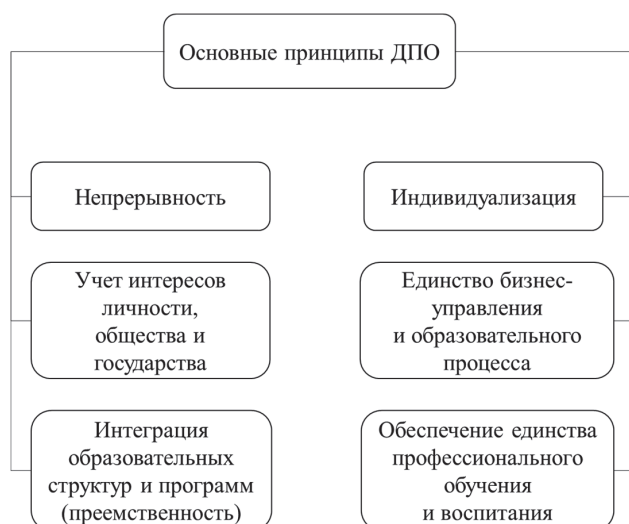 Основные принципы ДПО
Непрерывность
Индивидуализация
Учет интересов
личности,
общества и
государства
Единство бизнес-
управления
и образовательного
процесса
Интеграция
образовательных
структур и программ
(преемственность)
Обеспечение единства
профессионального
обучения
и воспитания